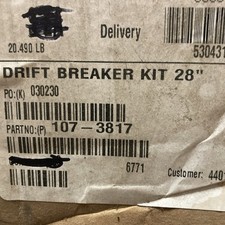 Delivery
20.490 LB
530431
DRIFT BREAKER KIT 28"
PO:(K) 030230
PARTNO:(P) 107-3817
6771
Customer: 440